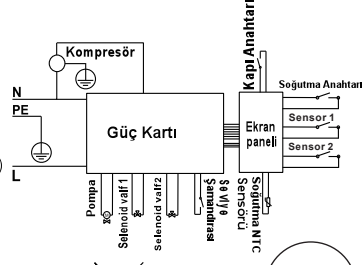 Kompresör
Kapı Anahtarı
N
PE
L
Güç Kartı
Ekran
paneli
Soğutma Anahtarı
Sensor 1
Sensor 2
Pompa
Selenoid valf 1
Selenoid valf2
Seviye
Şamandırası
Soğutma NTC
Sensörü